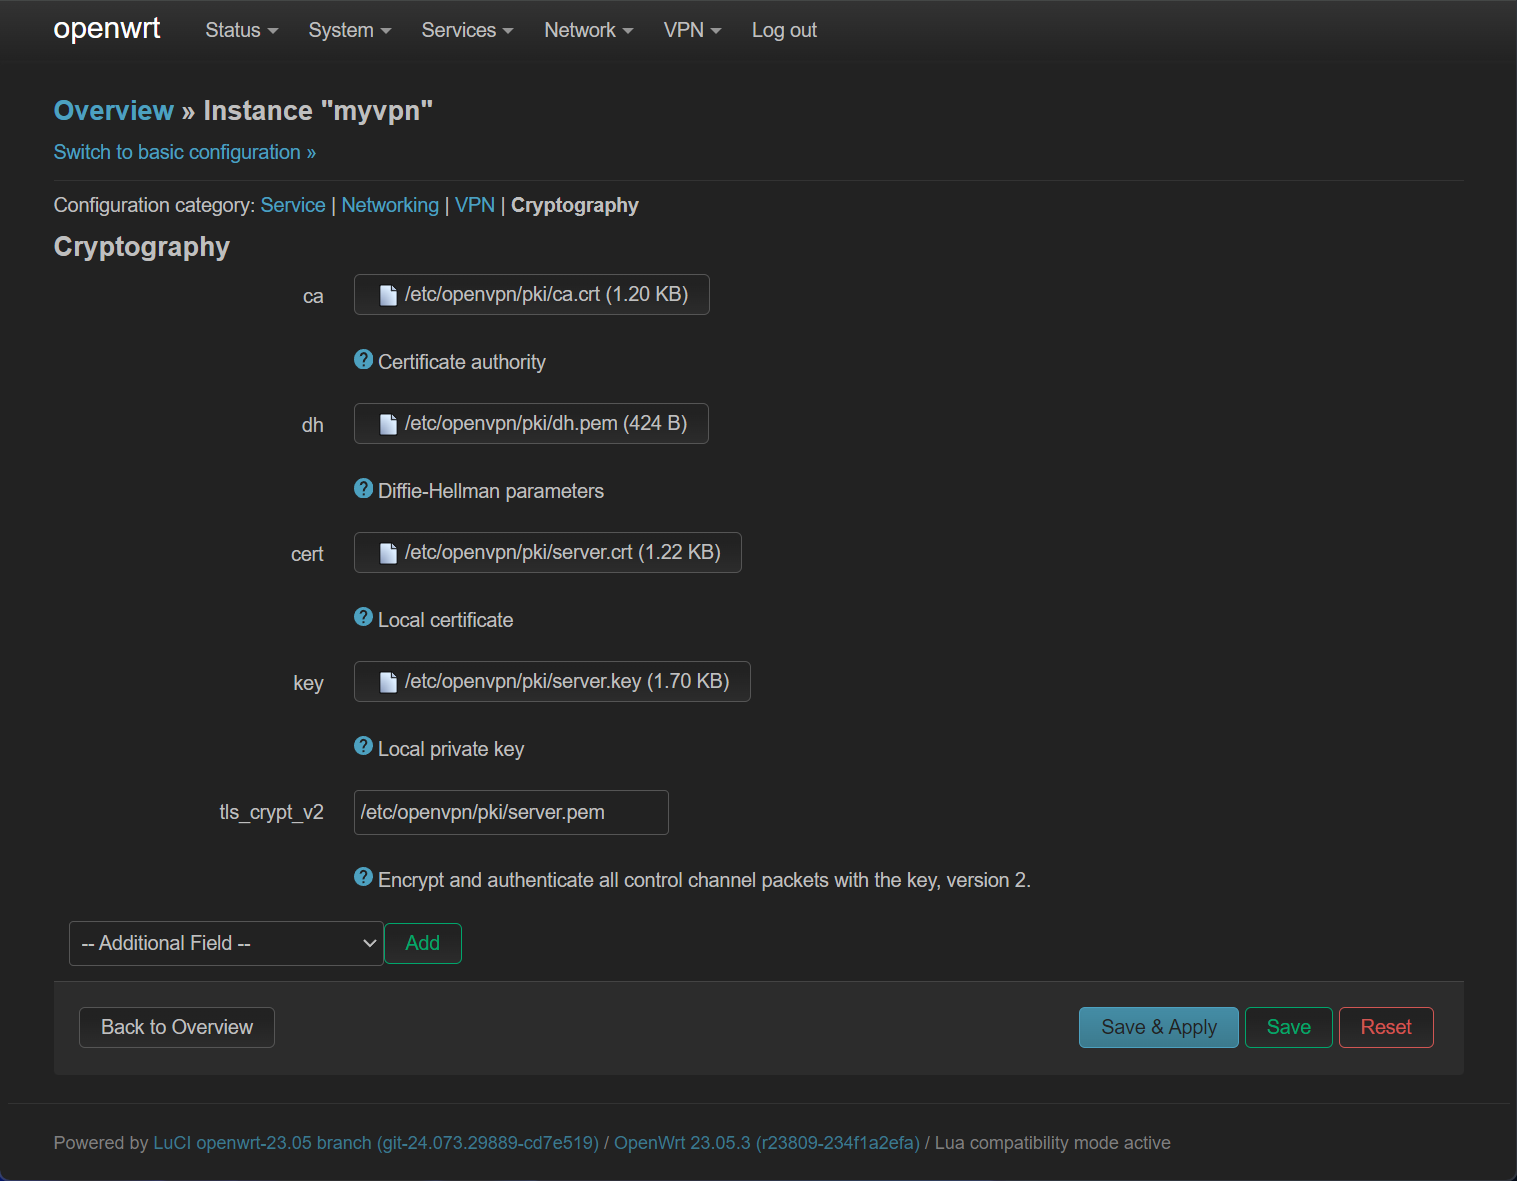 openwrt Status System Services Network VPN Log out
Overview » Instance "myvpn"
Switch to basic configuration »
Configuration category: Service | Networking | VPN | Cryptography
Cryptography
ca /etc/openvpn/pki/ca.crt (1.20 KB)
Certificate authority
dh /etc/openvpn/pki/dh.pem (424 B)
Diffie-Hellman parameters
cert /etc/openvpn/pki/server.crt (1.22 KB)
Local certificate
key /etc/openvpn/pki/server.key (1.70 KB)
Local private key
tls_crypt_v2 /etc/openvpn/pki/server.pem
Encrypt and authenticate all control channel packets with the key, version 2.
-- Additional Field -- Add
Back to Overview Save & Apply Save Reset
Powered by LuCI openwrt-23.05 branch (git-24.073.29889-cd7e519) / OpenWrt 23.05.3 (r23809-234f1a2efa) / Lua compatibility mode active